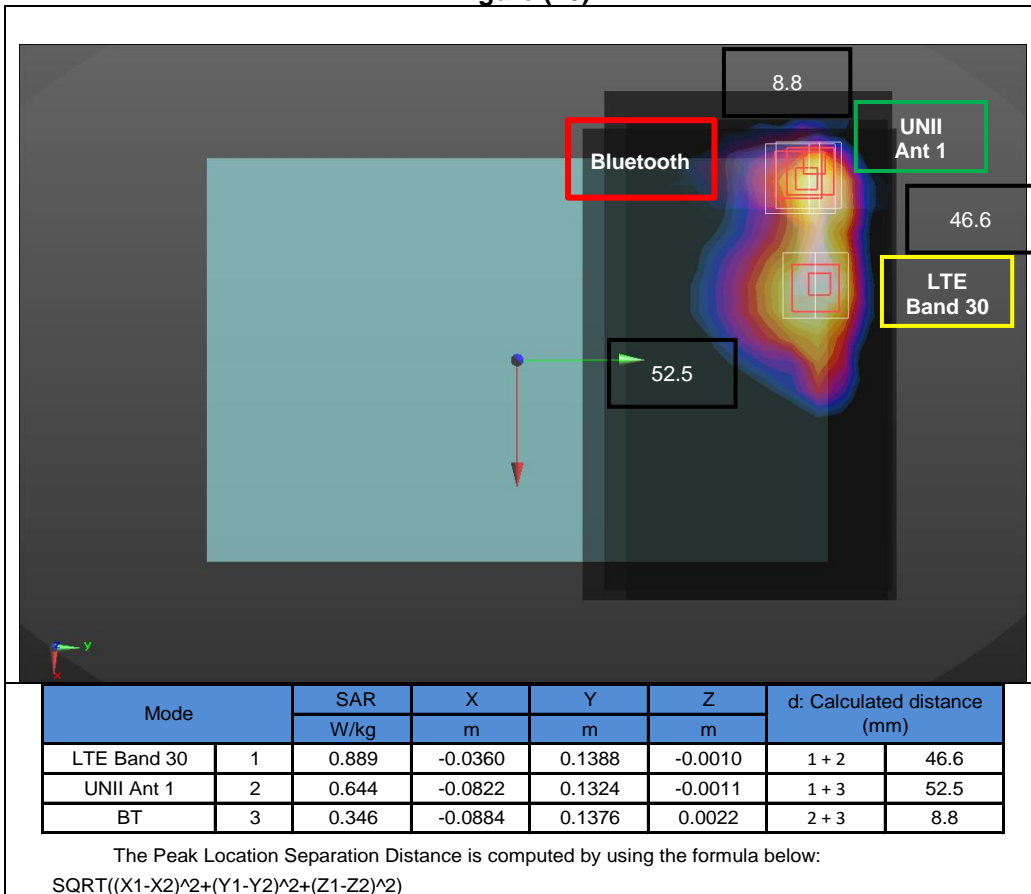 8.8
UNII
Ant 1
Bluetooth
46.6
LTE
Band 30
52.5
y
x
Mode SAR X Y Z d: Calculated distance
(mm)
W/kg m m m
LTE Band 30 1 0.889 -0.0360 0.1388 -0.0010 1 + 2 46.6
UNII Ant 1 2 0.644 -0.0822 0.1324 -0.0011 1 + 3 52.5
BT 3 0.346 -0.0884 0.1376 0.0022 2 + 3 8.8
The Peak Location Separation Distance is computed by using the formula below:
SQRT((X1-X2)^2+(Y1-Y2)^2+(Z1-Z2)^2)